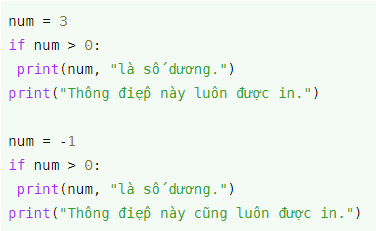 num = 3
if num > 0:
 print(num, "là số dương.")
print("Thông điệp này luôn được in.")

num = -1
if num > 0:
 print(num, "là số dương.")
print("Thông điệp này cũng luôn được in.")